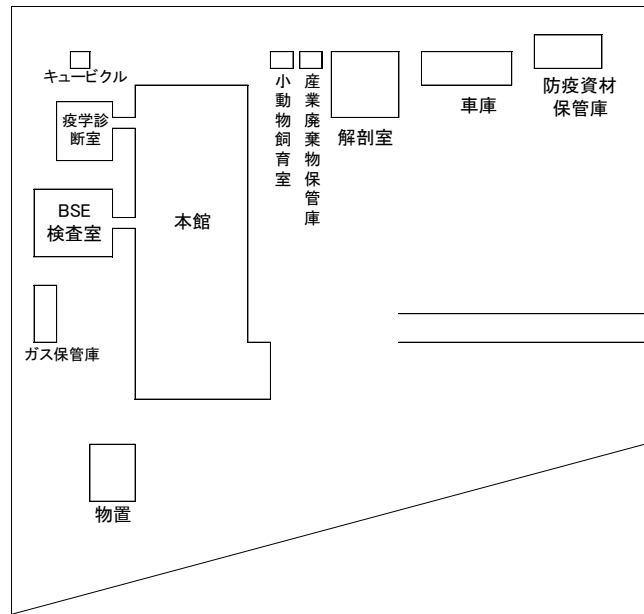 キュービクル
疫学診
断室
BSE
検査室
ガス保管庫
本館
小動物飼育室
産業廃棄物保管庫
解剖室
車庫
防疫資材
保管庫
物置